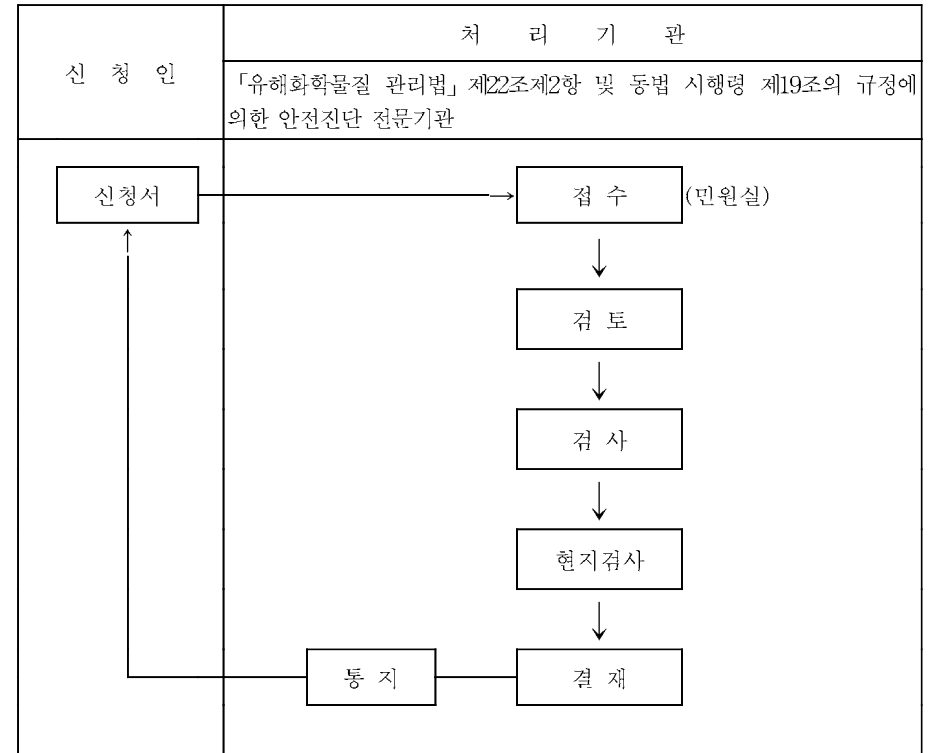 처 리 기 관
신 청 인
「유해화학물질 관리법」 제22조제2항 및 동법 시행령 제19조의 규정에
의한 안전진단 전문기관
신청서
접 수 (민원실)
검 토
검 사
현지검사
통 지
결 재